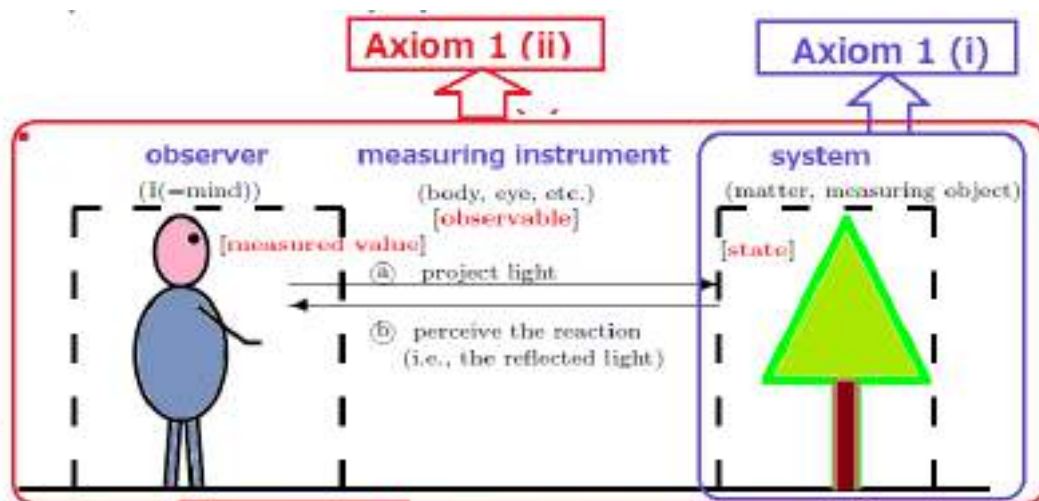 Axiom 1 (ii)
Axiom 1 (i)
observer
measuring instrument
system
(I(=mind))
(body, eye, etc.)
(matter, measuring object)
[observable]
[measured value]
[state]
ⓐ project light
ⓑ perceive the reaction
(i.e., the reflected light)